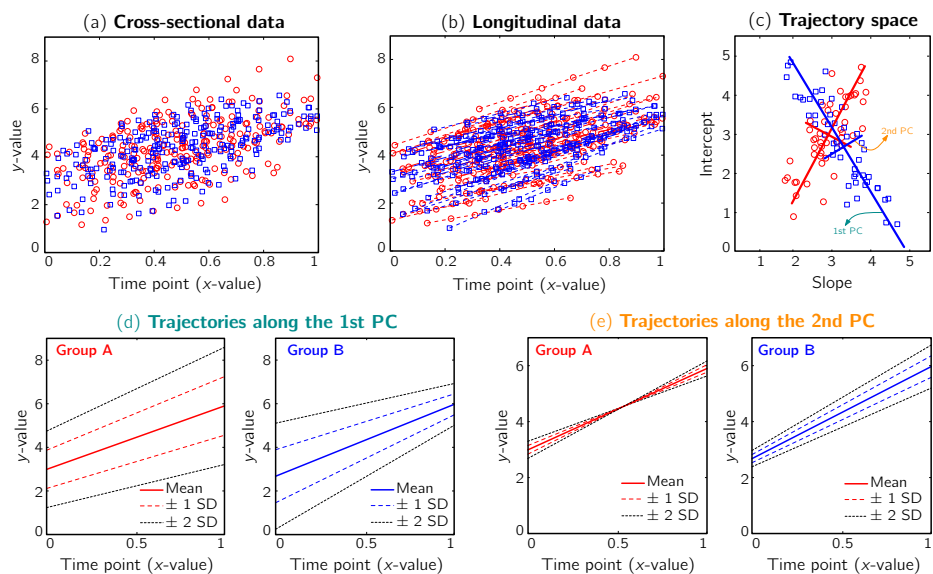 (a) Cross-sectional data
(b) Longitudinal data
(c) Trajectory space
y-value
8
6
4
2
0
0 0.2 0.4 0.6 0.8 1
Time point (x-value)
y-value
8
6
4
2
0
0 0.2 0.4 0.6 0.8 1
Time point (x-value)
Intercept
5
4
3
2
1
0
1 2 3 4 5
Slope
2nd PC
1st PC
(d) Trajectories along the 1st PC
Group A
y-value
8
6
4
2
0
0 0.5 1
Time point (x-value)
Mean
± 1 SD
± 2 SD
Group B
8
6
4
2
0
0 0.5 1
Time point (x-value)
Mean
± 1 SD
± 2 SD
(e) Trajectories along the 2nd PC
Group A
y-value
6
4
2
0
0 0.5 1
Time point (x-value)
Mean
± 1 SD
± 2 SD
Group B
y-value
6
4
2
0
0 0.5 1
Time point (x-value)
Mean
± 1 SD
± 2 SD